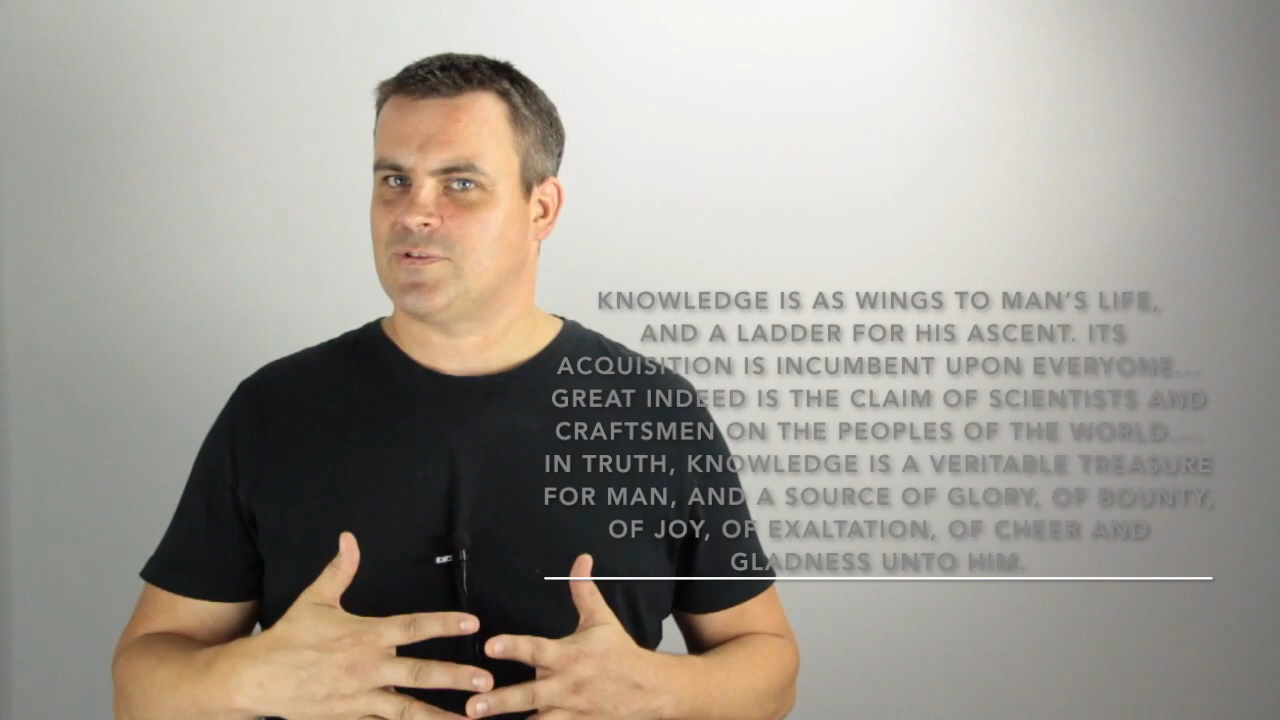 KNOWLEDGE IS AS WINGS TO MAN'S LIFE,
AND A LADDER FOR HIS ASCENT. ITS
ACQUISITION IS INCUMBENT UPON EVERYONE...
GREAT INDEED IS THE CLAIM OF SCIENTISTS AND
CRAFTSMEN ON THE PEOPLES OF THE WORLD....
IN TRUTH, KNOWLEDGE IS A VERITABLE TREASURE
FOR MAN, AND A SOURCE OF GLORY, OF BOUNTY,
OF JOY, OF EXALTATION, OF CHEER AND
GLADNESS UNTO HIM.